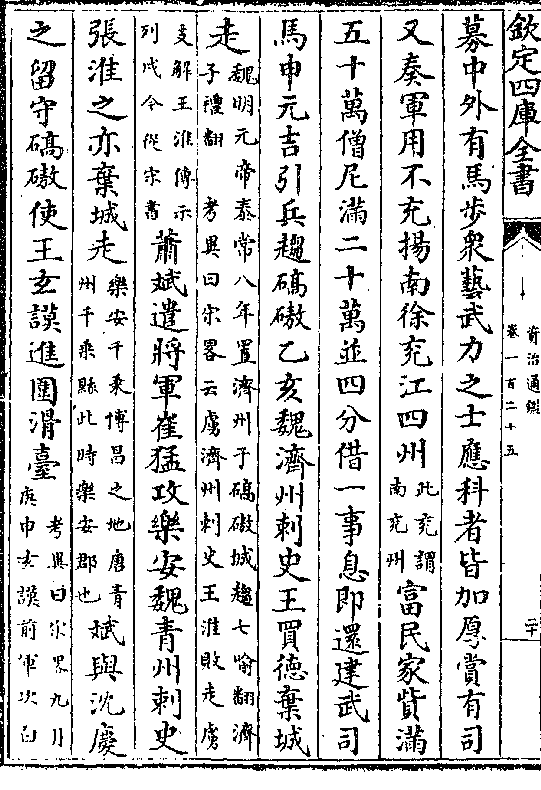 欽定四庫全書
資治通鑑
卷一百二十五
二十
募中外有馬步衆藝武力之士應科者皆加厚賞有司
又奏軍用不充揚南徐兖江四州此兖謂南兖州富民家貲滿
五十萬僧尼滿二十萬並四分借一事息即還建武司
馬申元吉引兵趨碻磝乙亥魏濟州刺史王買德棄城
走魏明元帝泰常八年置濟州于碻磝城趨七喻翻濟子禮翻 考異曰宋畧云虜濟州刺史王淮敗走虜
支解王淮傳示列戍今從宋書蕭斌遣將軍崔猛攻樂安魏青州刺史
張淮之亦棄城走樂安千乘博昌之地唐青州千乘縣此時樂安郡也斌與沈慶
之留守碻磝使王玄謨進圍滑臺考異曰宋畧九月庚申玄謨前軍次白